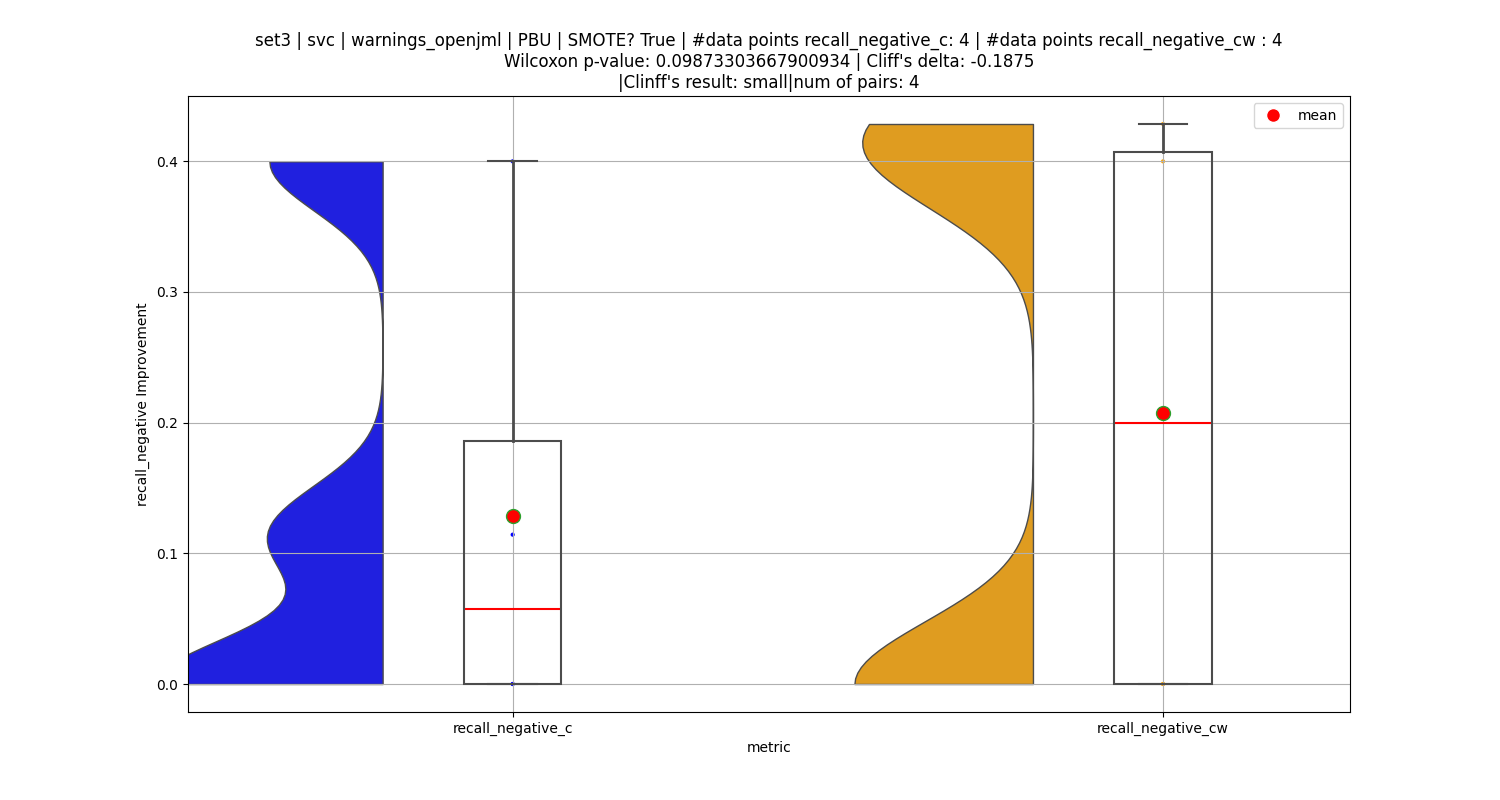 set3 | svc | warnings_openjml | PBU | SMOTE? True | #data points recall_negative_c: 4 | #data points recall_negative_cw : 4
Wilcoxon p-value: 0.09873303667900934 | Cliff's delta: -0.1875
|Clinff's result: small|num of pairs: 4
mean
0.4
0.3
0.2
0.1
0.0
recall_negative Improvement
recall_negative_c
recall_negative_cw
metric